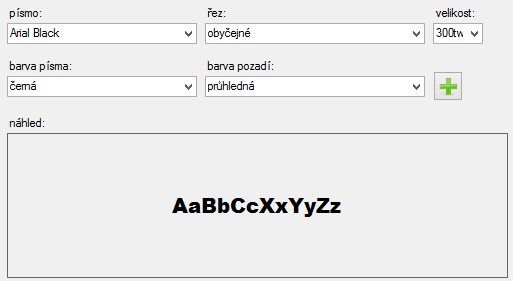 písmo: řez: velikost:
Arial Black obyčejné 300tw
barva písma: barva pozadí:
černá průhledná
náhled:
AaBbCcXxYyZz